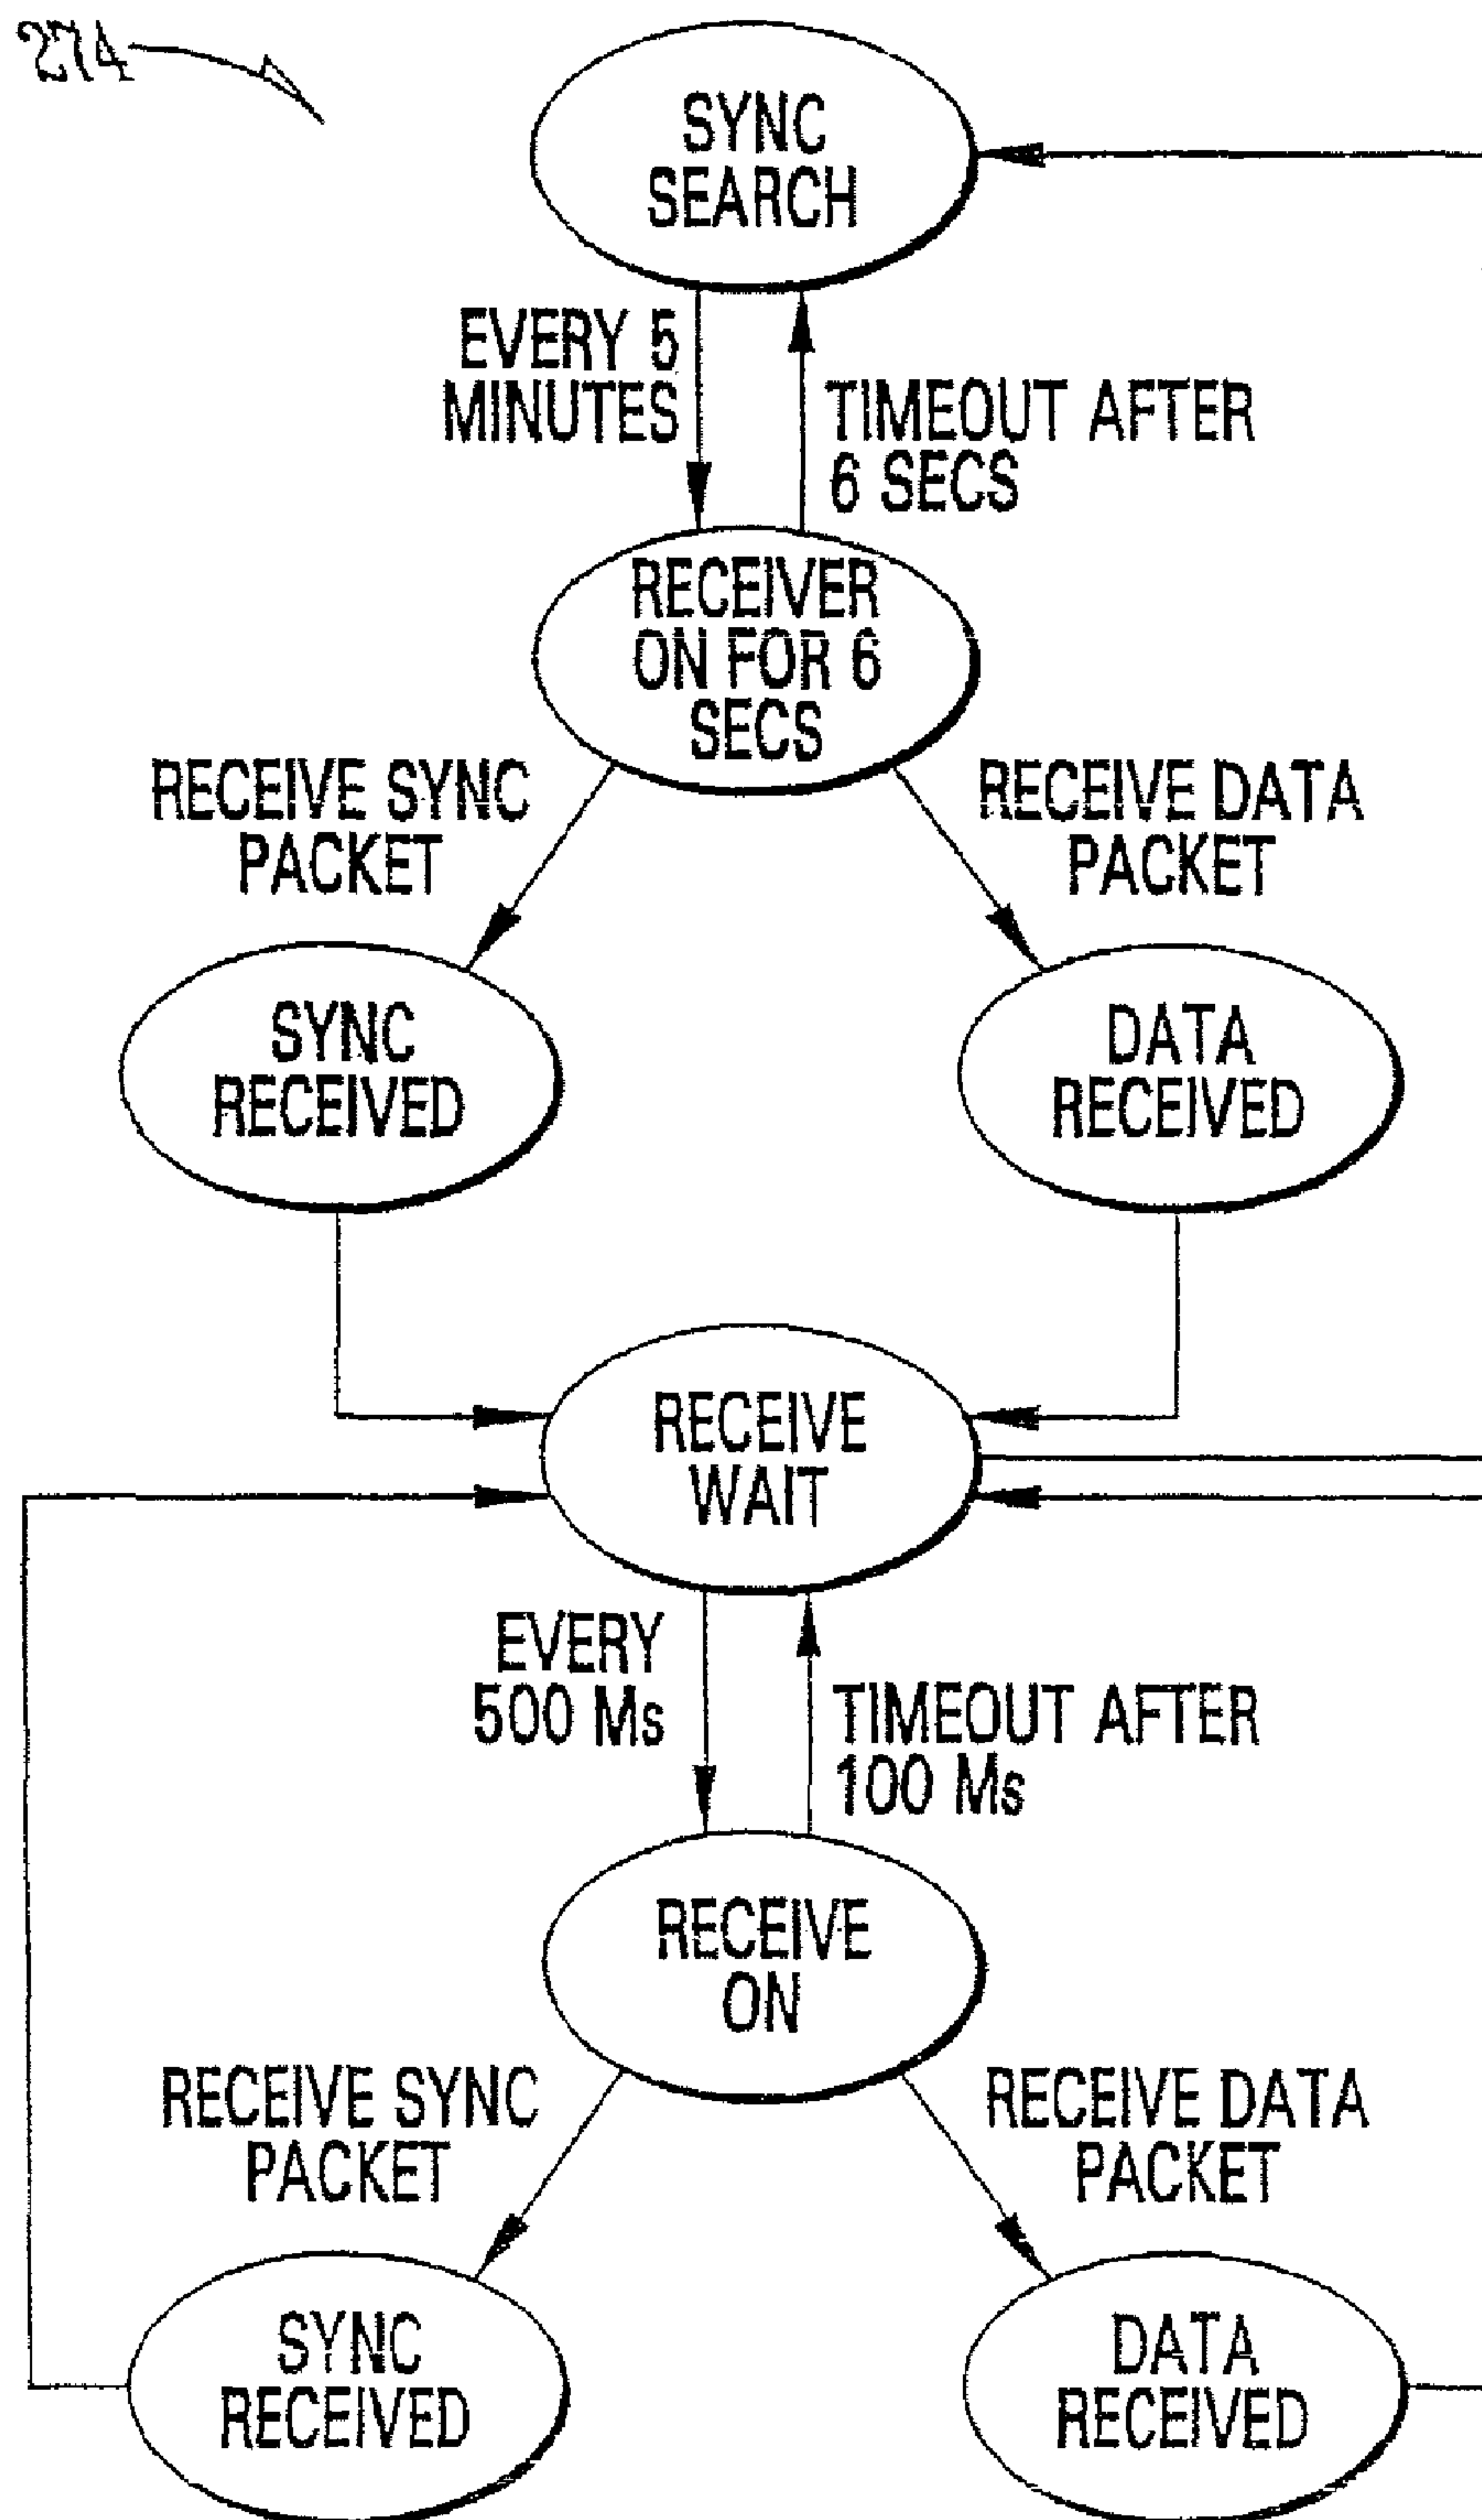 274
SYNC
SEARCH
EVERY 5
MINUTES
TIMEOUT AFTER
6 SECS
RECEIVER
ON FOR 6
SECS
RECEIVE SYNC
PACKET
RECEIVE DATA
PACKET
SYNC
RECEIVED
DATA
RECEIVED
RECEIVE
WAIT
EVERY
500 Ms
TIMEOUT AFTER
100 Ms
RECEIVE
ON
RECEIVE SYNC
PACKET
RECEIVE DATA
PACKET
SYNC
RECEIVED
DATA
RECEIVED